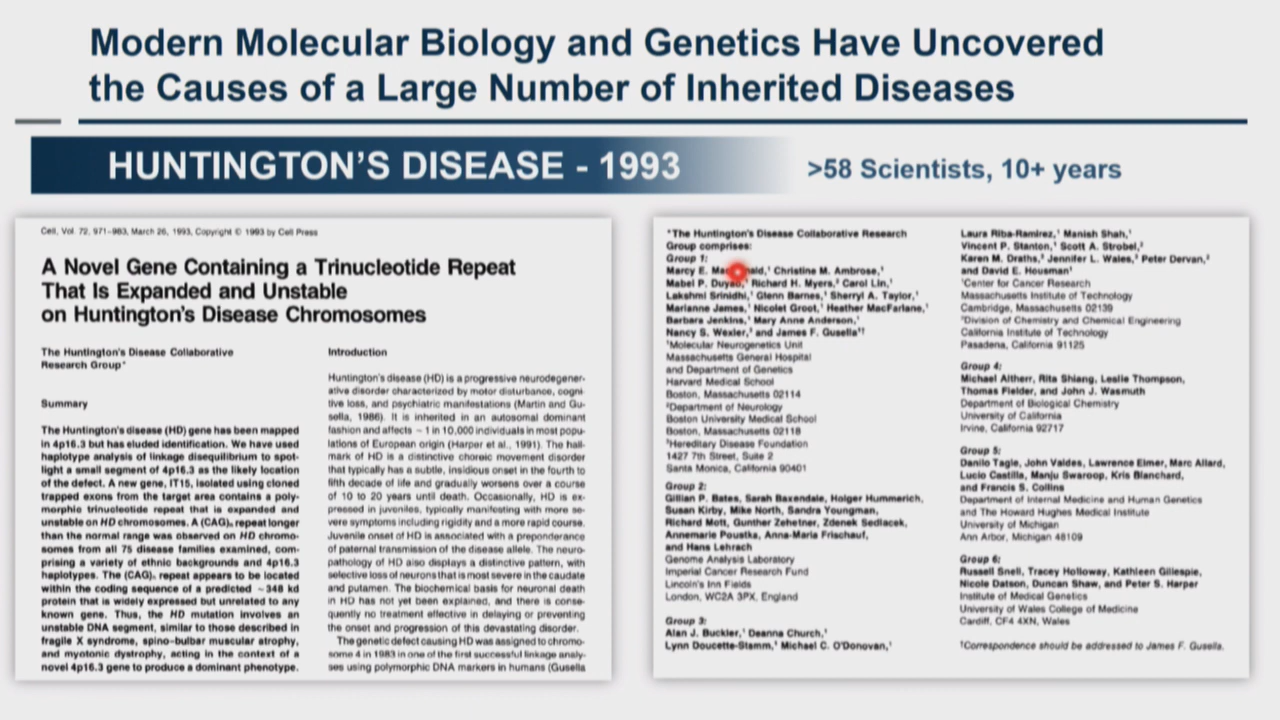 Modern Molecular Biology and Genetics Have Uncovered
the Causes of a Large Number of Inherited Diseases
HUNTINGTON'S DISEASE - 1993
>58 Scientists, 10+ years
Cell, Vol. 72, 971-983, March 26, 1993, Copyright © 1993 by Cell Press
A Novel Gene Containing a Trinucleotide Repeat
That Is Expanded and Unstable
on Huntington's Disease Chromosomes
The Huntington's Disease Collaborative
Research Group*
Summary
The Huntington's disease (HD) gene has been mapped
in 4p16.3 but has eluded identification. We have used
haplotype analysis of linkage disequilibrium to spot-
light a small segment of 4p16.3 as the likely location
of the defect. A new gene, IT15, isolated using cloned
trapped exons from the target area contains a poly-
morphic trinucleotide repeat that is expanded and
unstable on HD chromosomes. A (CAG)n repeat longer
than the normal range was observed on HD chromo-
somes from all 75 disease families examined, com-
prising a variety of ethnic backgrounds and 4p16.3
haplotypes. The (CAG)n repeat appears to be located
within the coding sequence of a predicted ~348 kd
protein that is widely expressed but unrelated to any
known gene. Thus, the HD mutation involves an
unstable DNA segment, similar to those described in
fragile X syndrome, spino-bulbar muscular atrophy,
and myotonic dystrophy, acting in the context of a
novel 4p16.3 gene to produce a dominant phenotype.
Introduction
Huntington's disease (HD) is a progressive neurodegener-
ative disorder characterized by motor disturbance, cogni-
tive loss, and psychiatric manifestations (Martin and Gu-
sella, 1986). It is inherited in an autosomal dominant
fashion and affects ~1 in 10,000 individuals in most popu-
lations of European origin (Harper et al., 1991). The hall-
mark of HD is a distinctive choreic movement disorder
that typically has a subtle, insidious onset in the fourth to
fifth decade of life and gradually worsens over a course
of 10 to 20 years until death. Occasionally, HD is ex-
pressed in juveniles, typically manifesting with more se-
vere symptoms including rigidity and a more rapid course.
Juvenile onset of HD is associated with a preponderance
of paternal transmission of the disease allele. The neuro-
pathology of HD also displays a distinctive pattern, with
selective loss of neurons that is most severe in the caudate
and putamen. The biochemical basis for neuronal death
in HD has not yet been explained, and there is conse-
quently no treatment effective in delaying or preventing
the onset and progression of this devastating disorder.
The genetic defect causing HD was assigned to chromo-
some 4 in 1983 in one of the first successful linkage analy-
ses using polymorphic DNA markers in humans (Gusella
*The Huntington's Disease Collaborative Research
Group comprises:
Group 1:
Marcy E. Christine M. Ambrose,¹
Mabel P. Duyao,¹ Richard H. Myers,² Carol Lin,¹
Lakshmi Srinidhi,¹ Glenn Barnes,¹ Sherryl A. Taylor,¹
Marianne James,¹ Nicolet Groot,¹ Heather MacFarlane,¹
Barbara Jenkins,¹ Mary Anne Anderson,¹
Nancy S. Wexler,³ and James F. Gusella¹†
¹Molecular Neurogenetics Unit
Massachusetts General Hospital
and Department of Genetics
Harvard Medical School
Boston, Massachusetts 02114
²Department of Neurology
Boston University Medical School
Boston, Massachusetts 02118
³Hereditary Disease Foundation
1427 7th Street, Suite 2
Santa Monica, California 90401
Group 2:
Gillian P. Bates, Sarah Baxendale, Holger Hummerich,
Susan Kirby, Mike North, Sandra Youngman,
Richard Mott, Gunther Zehetner, Zdenek Sedlacek,
Annemarie Poustka, Anna-Maria Frischauf,
and Hans Lehrach
Genome Analysis Laboratory
Imperial Cancer Research Fund
Lincoln's Inn Fields
London, WC2A 3PX, England
Group 3:
Alan J. Buckler,¹ Deanna Church,¹
Lynn Doucette-Stamm,¹ Michael C. O'Donovan,¹
Laura Riba-Ramirez,¹ Manish Shah,¹
Vincent P. Stanton,¹ Scott A. Strobel,²
Karen M. Draths,² Jennifer L. Wales,² Peter Dervan,²
and David E. Housman¹
¹Center for Cancer Research
Massachusetts Institute of Technology
Cambridge, Massachusetts 02139
²Division of Chemistry and Chemical Engineering
California Institute of Technology
Pasadena, California 91125
Group 4:
Michael Altherr, Rita Shiang, Leslie Thompson,
Thomas Fielder, and John J. Wasmuth
Department of Biological Chemistry
University of California
Irvine, California 92717
Group 5:
Danilo Tagle, John Valdes, Lawrence Elmer, Marc Allard,
Lucio Castilla, Manju Swaroop, Kris Blanchard,
and Francis S. Collins
Department of Internal Medicine and Human Genetics
and The Howard Hughes Medical Institute
University of Michigan
Ann Arbor, Michigan 48109
Group 6:
Russell Snell, Tracey Holloway, Kathleen Gillespie,
Nicole Datson, Duncan Shaw, and Peter S. Harper
Institute of Medical Genetics
University of Wales College of Medicine
Cardiff, CF4 4XN, Wales
†Correspondence should be addressed to James F. Gusella.